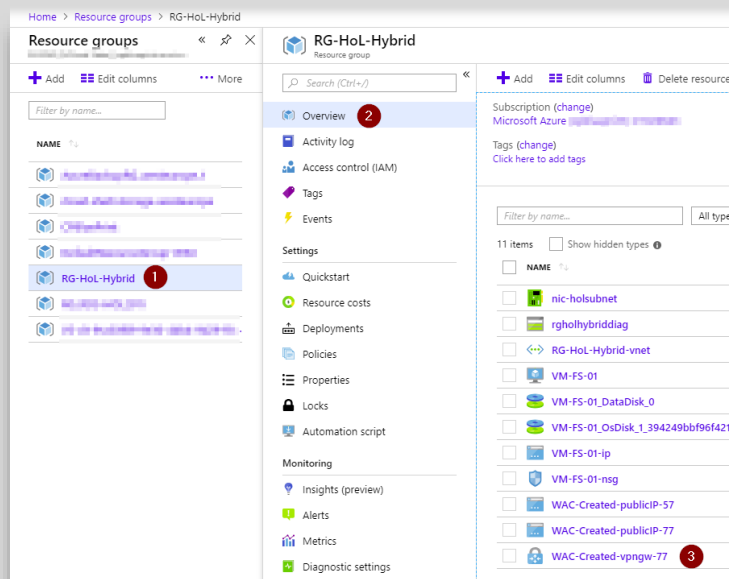 Home > Resource groups > RG-HoL-Hybrid
Resource groups
Add
Edit columns
More
Filter by name...
NAME
RG-HoL-Hybrid
1
RG-HoL-Hybrid
Resource group
Search (Ctrl+/)
Overview
2
Activity log
Access control (IAM)
Tags
Events
Settings
Quickstart
Resource costs
Deployments
Policies
Properties
Locks
Automation script
Monitoring
Insights (preview)
Alerts
Metrics
Diagnostic settings
Add
Edit columns
Delete resource
Subscription (change)
Microsoft Azure
Tags (change)
Click here to add tags
Filter by name...
All type
11 items
Show hidden types
NAME
nic-holsubnet
rgholhybriddiag
RG-HoL-Hybrid-vnet
VM-FS-01
VM-FS-01_DataDisk_0
VM-FS-01_OsDisk_1_394249bbf96f421
VM-FS-01-ip
VM-FS-01-nsg
WAC-Created-publicIP-57
WAC-Created-publicIP-77
WAC-Created-vpngw-77
3